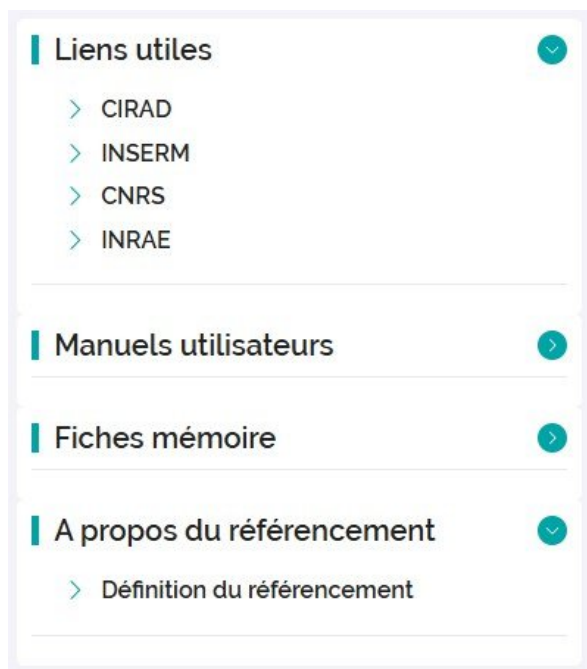 Liens utiles
CIRAD
INSERM
CNRS
INRAE
Manuels utilisateurs
Fiches mémoire
A propos du référencement
Définition du référencement